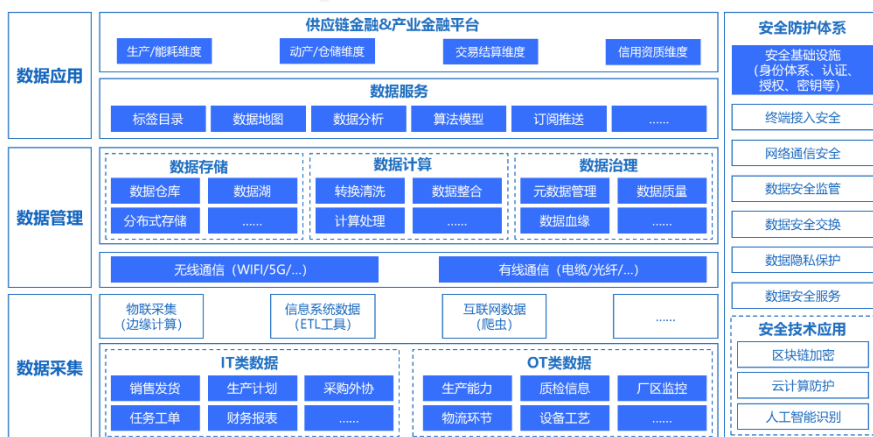 供应链金融&产业金融平台
生产/能耗维度
动产/仓储维度
交易结算维度
信用资质维度
数据应用
数据服务
标签目录
数据地图
数据分析
算法模型
订阅推送
......
数据管理
数据存储
数据计算
数据治理
数据仓库
数据湖
转换清洗
数据整合
元数据管理
数据质量
分布式存储
......
计算处理
......
数据血缘
......
无线通信（WIFI/5G/...）
有线通信（电缆/光纤/...）
数据采集
物联采集
（边缘计算）
信息系统数据
（ETL工具）
互联网数据
（爬虫）
......
IT类数据
OT类数据
销售发货
生产计划
采购外协
生产能力
质检信息
厂区监控
任务工单
财务报表
......
物流环节
设备工艺
......
安全防护体系
安全基础设施
（身份体系、认证、
授权、密钥等）
终端接入安全
网络通信安全
数据安全监管
数据安全交换
数据隐私保护
数据安全服务
安全技术应用
区块链加密
云计算防护
人工智能识别